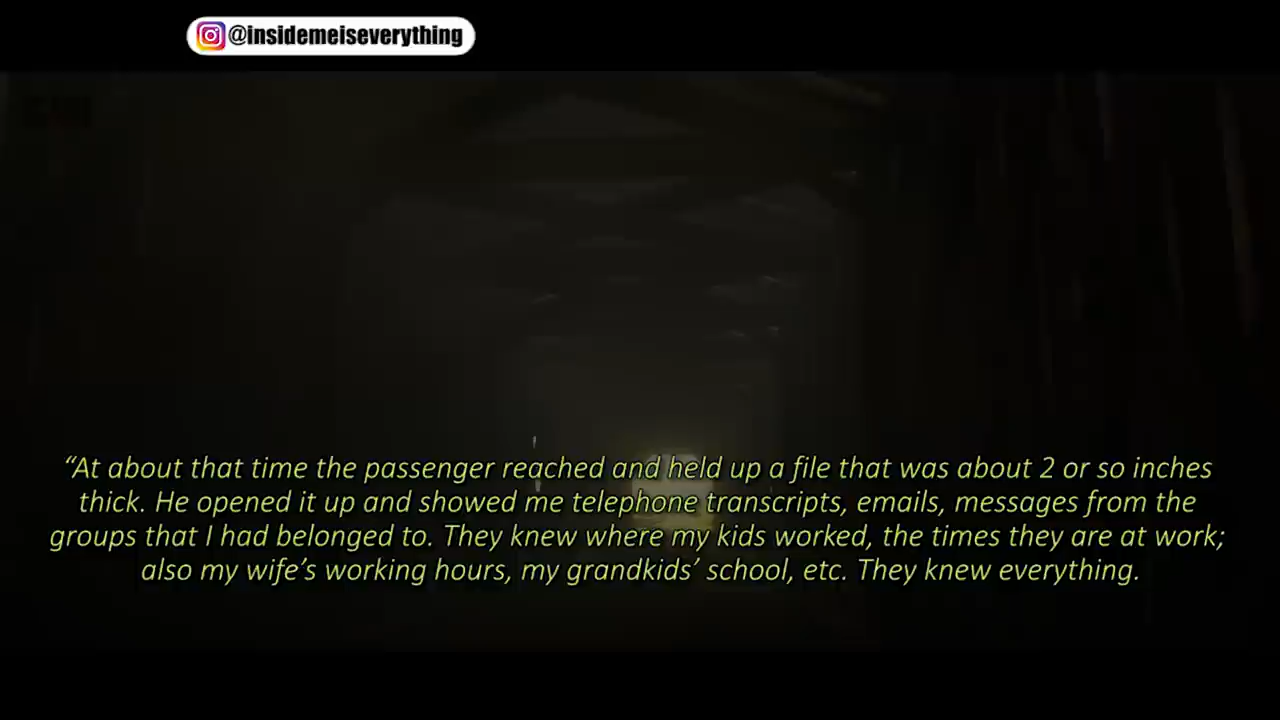 @insidemeiseverything
“At about that time the passenger reached and held up a file that was about 2 or so inches
thick. He opened it up and showed me telephone transcripts, emails, messages from the
groups that I had belonged to. They knew where my kids worked, the times they are at work;
also my wife’s working hours, my grandkids’ school, etc. They knew everything.